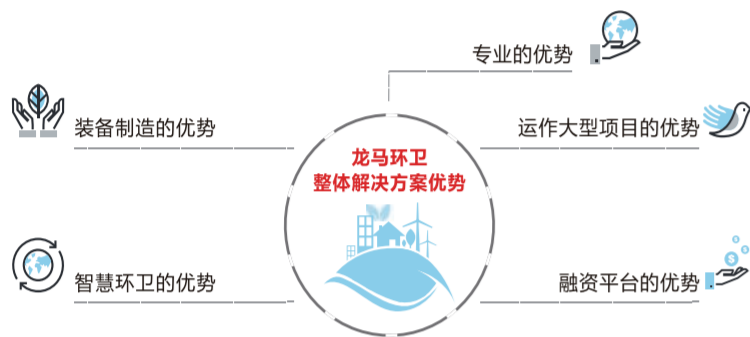 专业的优势
装备制造的优势
运作大型项目的优势
龙马环卫
整体解决方案优势
智慧环卫的优势
融资平台的优势
$
$
$